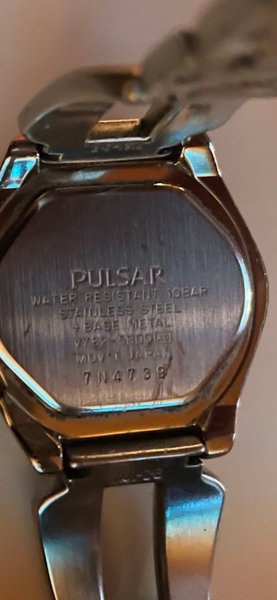 PULSAR
WATER RESISTANT 10BAR
STAINLESS STEEL
+ BASE METAL
MOV'T JAPAN
7N4739